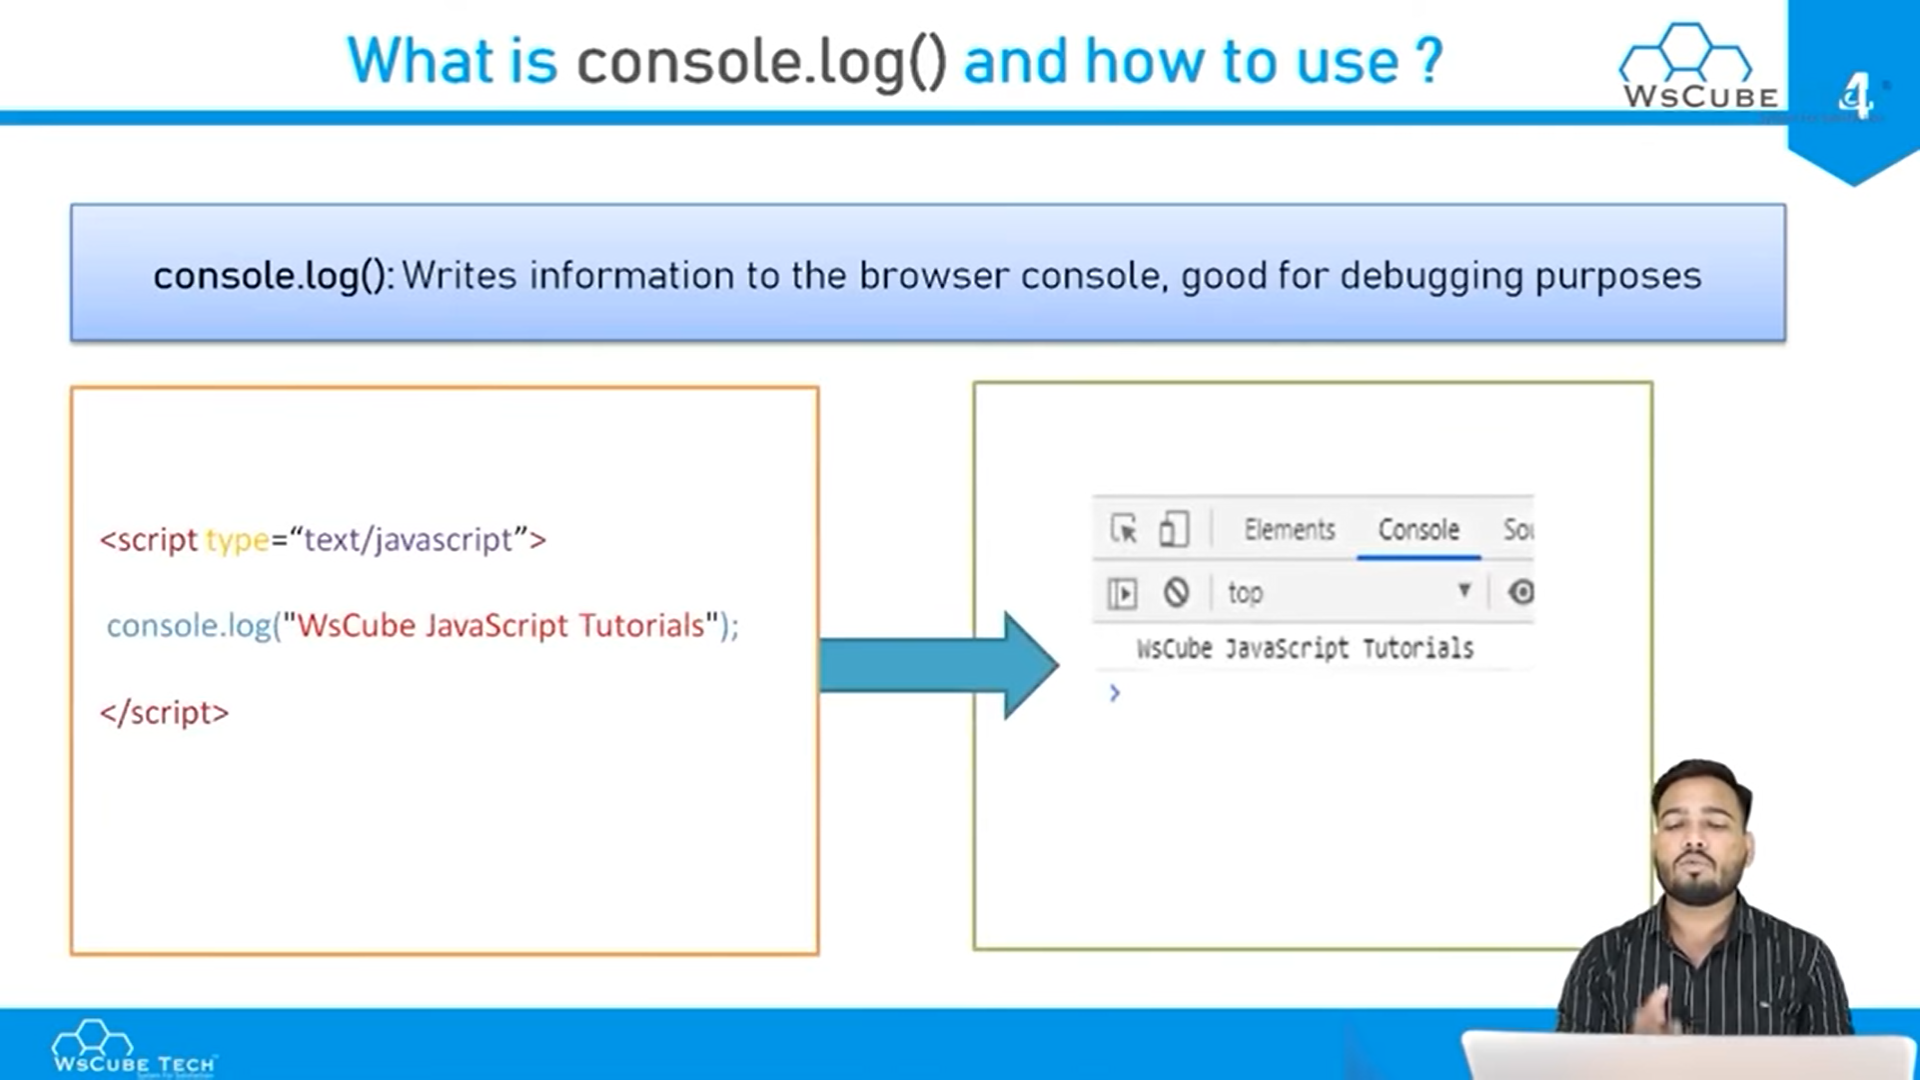 What is console.log() and how to use ?
WSCUBE
4
console.log(): Writes information to the browser console, good for debugging purposes
<script type=“text/javascript”>
console.log("WsCube JavaScript Tutorials");
</script>
Elements Console Sou
top
WsCube JavaScript Tutorials
WSCUBE TECH